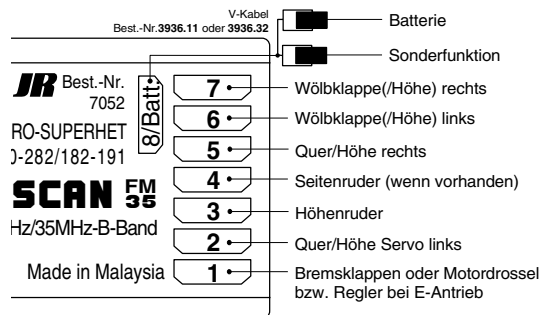 V-Kabel
Best.-Nr.3936.11 oder 3936.32
Batterie
Sonderfunktion
JR Best.-Nr.
7052
8/Batt
RO-SUPERHET
0-282/182-191
SCAN FM 35
Hz/35MHz-B-Band
Made in Malaysia
7 Wölbklappe(/Höhe) rechts
6 Wölbklappe(/Höhe) links
5 Quer/Höhe rechts
4 Seitenruder (wenn vorhanden)
3 Höhenruder
2 Quer/Höhe Servo links
1 Bremsklappen oder Motordrossel
bzw. Regler bei E-Antrieb